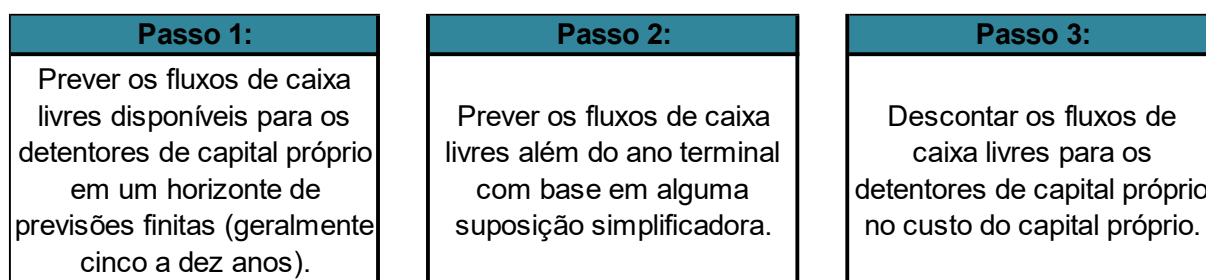 Passo 1:
Prever os fluxos de caixa
livres disponíveis para os
detentores de capital próprio
em um horizonte de
previsões finitas (geralmente
cinco a dez anos).
Passo 2:
Prever os fluxos de caixa
livres além do ano terminal
com base em alguma
suposição simplificadora.
Passo 3:
Descontar os fluxos de
caixa livres para os
detentores de capital próprio
no custo do capital próprio.